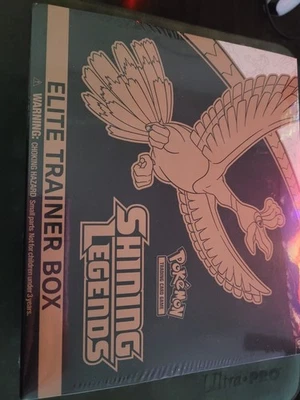 ELITE TRAINER BOX
WARNING:
CHOKING HAZARD Small parts. Not for children under 3 years.
POKÉMON
TRADING CARD GAME
SHINING
LEGENDS
Ultra•PRO